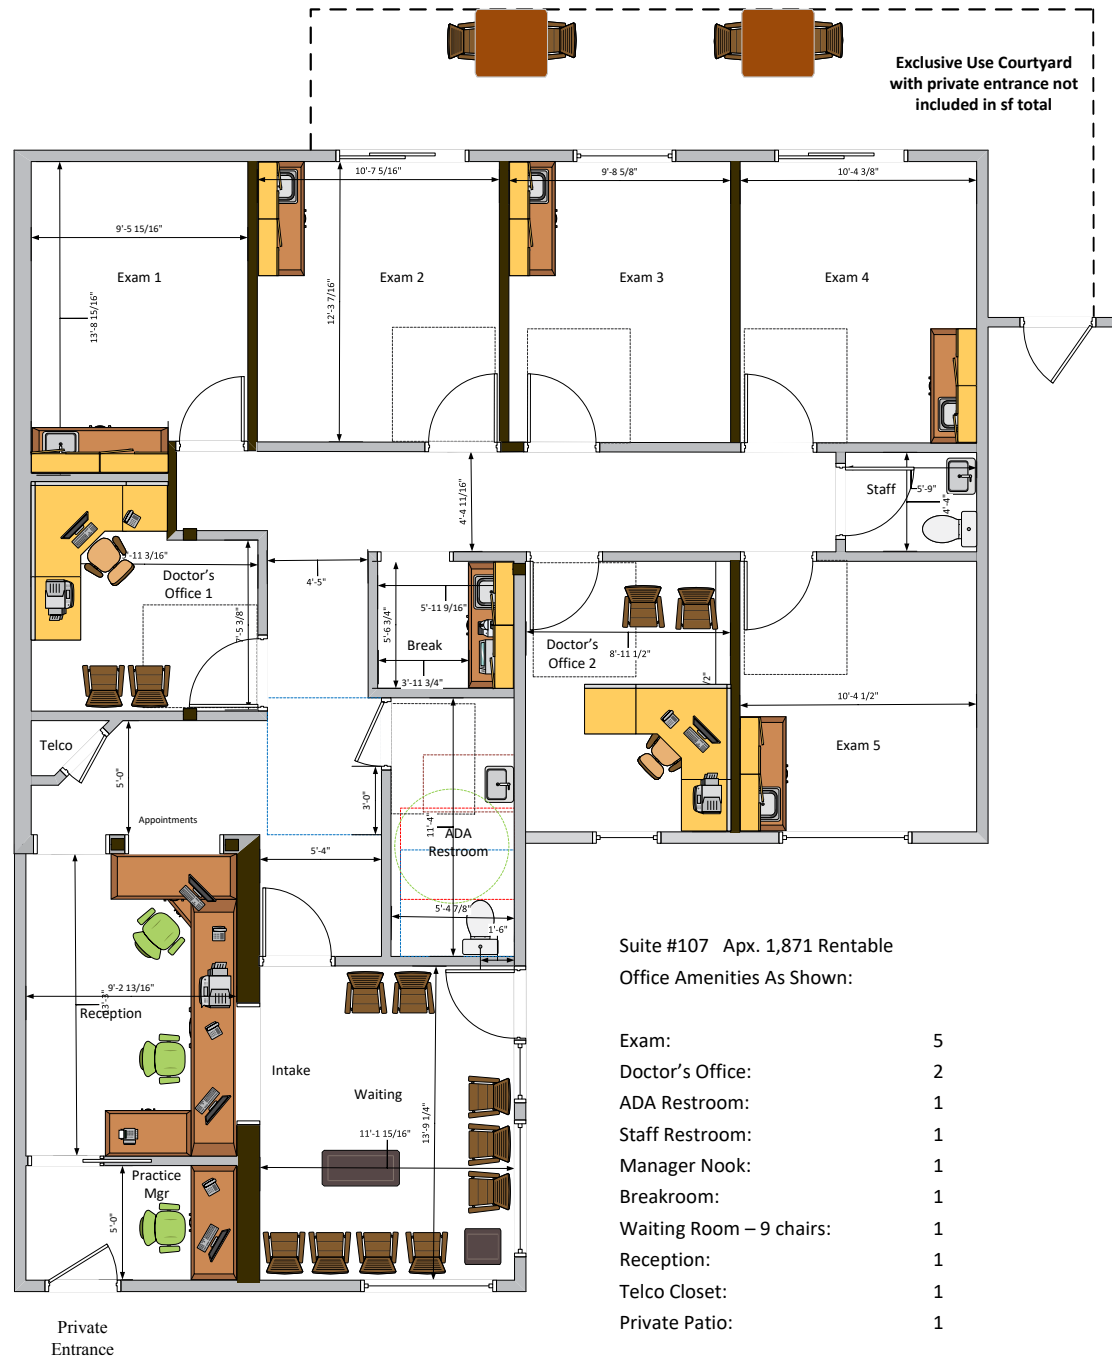 Exclusive Use Courtyard
with private entrance not
included in sf total
10'-7 5/16"
9'-8 5/8"
10'-4 3/8"
9'-5 15/16"
13'-8 15/16"
12'-3 7/16"
Exam 1
Exam 2
Exam 3
Exam 4
4'-4 11/16"
Staff
5'-9"
4'-4"
-11 3/16"
Doctor's
Office 1
-5 3/8"
4'-5"
5'-11 9/16"
5'-6 3/4"
Break
3'-11 3/4"
Doctor's
Office 2
8'-11 1/2"
10'-4 1/2"
Exam 5
Telco
5'-0"
Appointments
3'-0"
11'-4"
ADA
Restroom
5'-4"
5'-4 7/8"
1'-6"
9'-2 13/16"
13'-3"
Reception
Intake
Waiting
13'-9 1/4"
11'-1 15/16"
Practice
Mgr
5'-0"
Private
Entrance
Suite #107 Apx. 1,871 Rentable
Office Amenities As Shown:
Exam: 5
Doctor's Office: 2
ADA Restroom: 1
Staff Restroom: 1
Manager Nook: 1
Breakroom: 1
Waiting Room – 9 chairs: 1
Reception: 1
Telco Closet: 1
Private Patio: 1